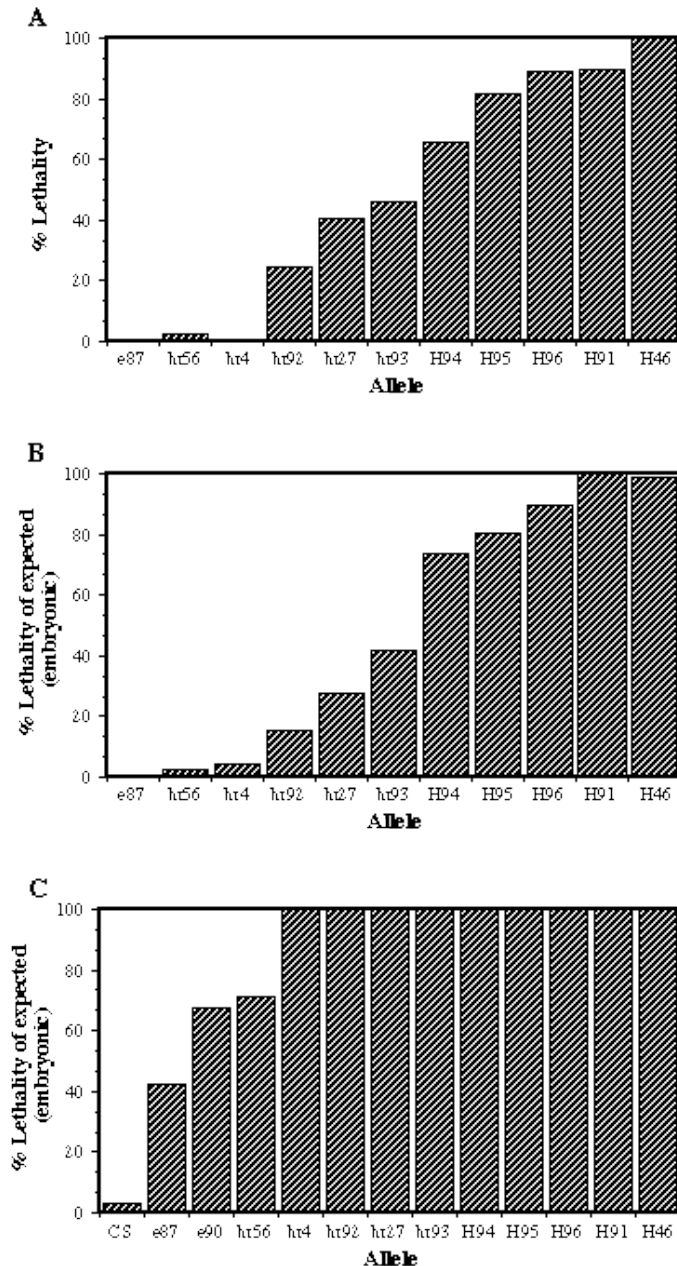 A
100
80
60
40
20
0
% Lethality
e87 hr56 hr4 hr92 hr27 hr93 H94 H95 H96 H91 H46
Allele
B
100
80
60
40
20
0
% Lethality of expected
(embryonic)
e87 hr56 hr4 hr92 hr27 hr93 H94 H95 H96 H91 H46
Allele
C
100
80
60
40
20
0
% Lethality of expected
(embryonic)
CS e87 e90 hr56 hr4 hr92 hr27 hr93 H94 H95 H96 H91 H46
Allele